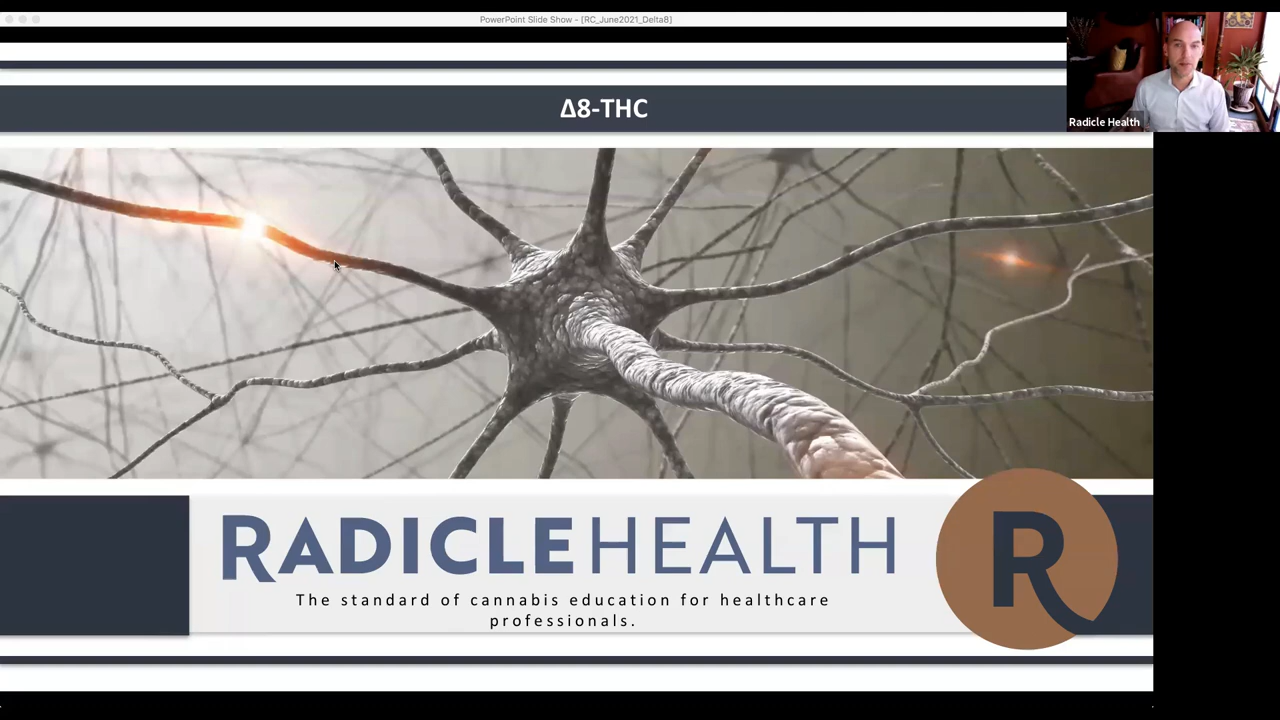 PowerPoint Slide Show - [RC_June2021_Delta8]
Δ8-THC
Radicle Health
RADICLEHEALTH
The standard of cannabis education for healthcare
professionals.
R